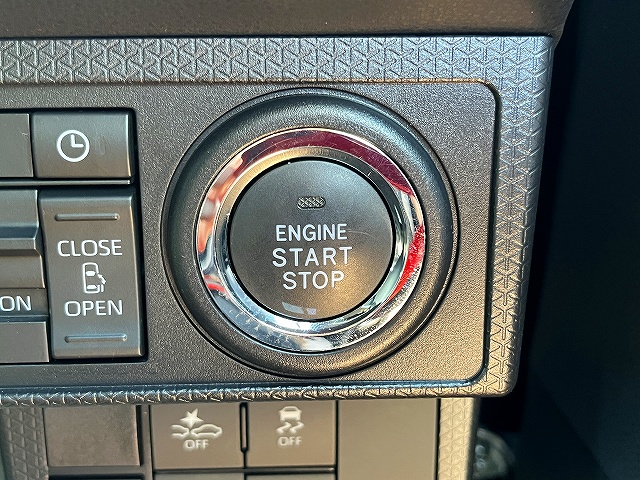 CLOSE
OPEN
ON
ENGINE
START
STOP
OFF
OFF